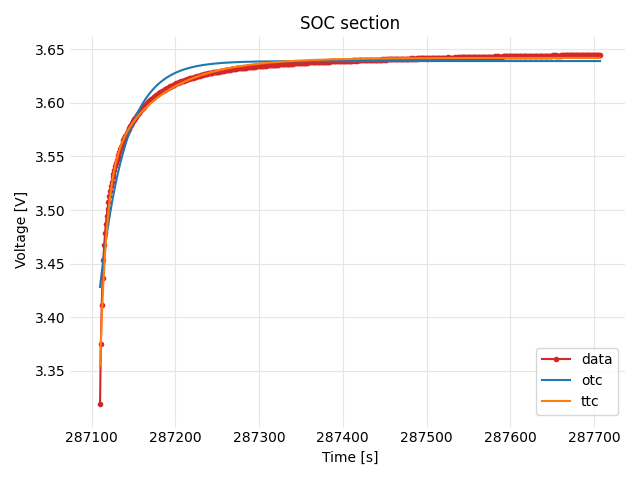 SOC section
Voltage [V]
3.65
3.60
3.55
3.50
3.45
3.40
3.35
data
otc
ttc
287100 287200 287300 287400 287500 287600 287700
Time [s]